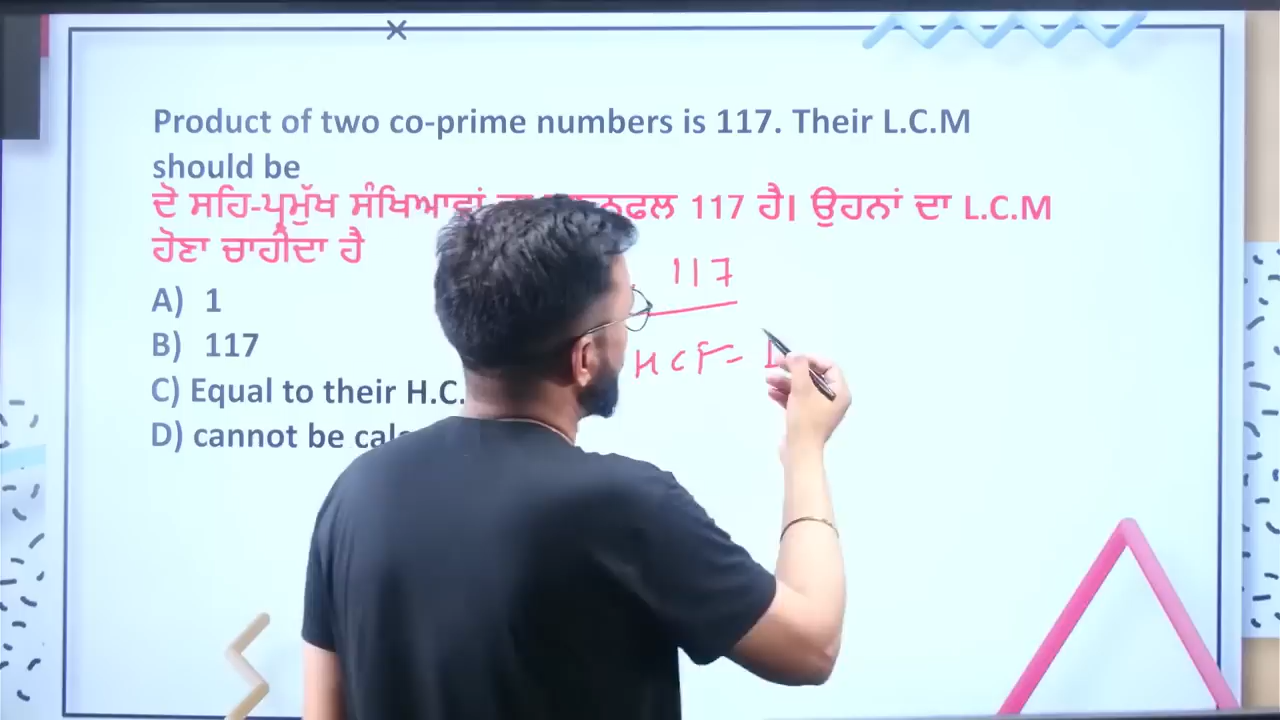 Product of two co-prime numbers is 117. Their L.C.M
should be
ਦੋ ਸਹਿ-ਪ੍ਰਮੁੱਖ ਸੰਖਿਆਵਾਂ 117 ਹੈ। ਉਹਨਾਂ ਦਾ L.C.M
ਹੋਣਾ ਚਾਹੀਦਾ ਹੈ
117
A) 1
B) 117
HCF-
C) Equal to their H.C.
D) cannot be